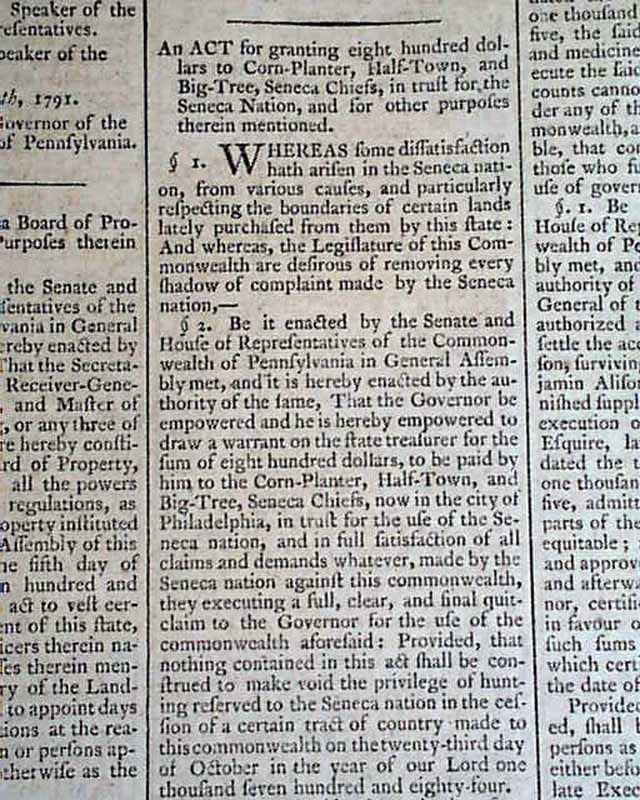 Speaker of the
reſentatives.
peaker of the
th, 1791.
Governor of the
of Pennſylvania.
a Board of Pro-
Purpoſes therein
the Senate and
ſentatives of the
vania in General
ereby enacted by
That the Secreta-
Receiver-Gene-
, and Maſter of
, or any three of
re hereby conſti-
rd of Property,
all the powers
regulations, as
operty inſtituted
Aſſembly of this
he fifth day of
n hundred and
act to veſt cer-
ent of this ſtate,
icers therein na-
ſes therein men-
ry of the Land-
to appoint days
tions at the rea-
n or perſons ap-
therwiſe as the
An ACT for granting eight hundred dol-
lars to Corn-Planter, Half-Town, and
Big-Tree, Seneca Chiefs, in truſt for the
Seneca Nation, and for other purpoſes
therein mentioned.
§ 1. WHEREAS ſome diſſatisfaction
hath ariſen in the Seneca nati-
on, from various cauſes, and particularly
reſpecting the boundaries of certain lands
lately purchaſed from them by this ſtate:
And whereas, the Legiſlature of this Com-
monwealth are deſirous of removing every
ſhadow of complaint made by the Seneca
nation,—
§ 2. Be it enacted by the Senate and
Houſe of Repreſentatives of the Common-
wealth of Pennſylvania in General Aſſem-
bly met, and it is hereby enacted by the au-
thority of the ſame, That the Governor be
empowered and he is hereby empowered to
draw a warrant on the ſtate treaſurer for the
ſum of eight hundred dollars, to be paid by
him to the Corn-Planter, Half-Town, and
Big-Tree, Seneca Chiefs, now in the city of
Philadelphia, in truſt for the uſe of the Se-
neca nation, and in full ſatisfaction of all
claims and demands whatever, made by the
Seneca nation againſt this commonwealth,
they executing a full, clear, and final quit-
claim to the Governor for the uſe of the
commonwealth aforeſaid: Provided, that
nothing contained in this act ſhall be con-
ſtrued to make void the privilege of hunt-
ing reſerved to the Seneca nation in the ceſ-
ſion of a certain tract of country made to
this commonwealth on the twenty-third day
of October in the year of our Lord one
thouſand ſeven hundred and eighty-four.
one thouſand
five, the ſaid
and medicine
ecute the ſaid
counts canno
der any of th
monwealth, a
ble, that con
thoſe who fu
uſe of govern
§. 1. Be
Houſe of Rep
wealth of Pe
bly met, and
authority of
General of t
authorized
ſettle the acc
ſon, ſurviving
jamin Aliſo
niſhed ſuppl
execution o
Eſquire, la
dated the
one thouſan
five, admit
parts of the
equitable;
and approve
and afterwa
nor, certifi
in favour o
ſuch ſums
which cert
the date of
Provided
ed, ſhall
perſons as
either befo
late Exec